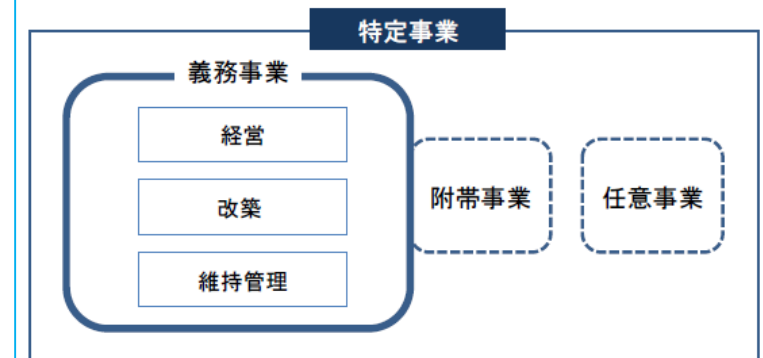 特定事業
義務事業
経営
改築
維持管理
附帯事業
任意事業